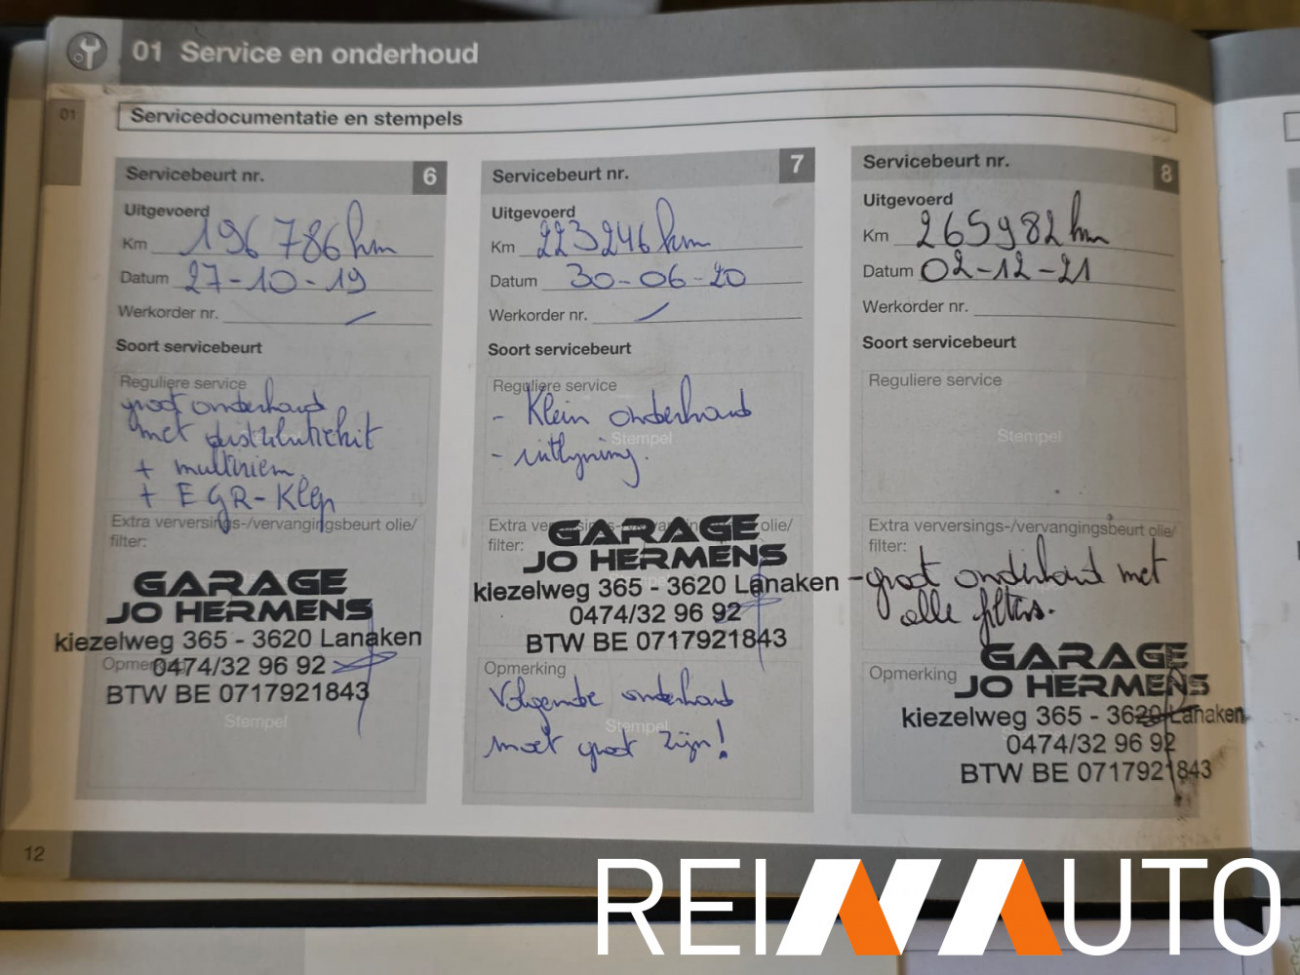 01 Service en onderhoud
01
Servicedocumentatie en stempels
Servicebeurt nr. 6
Uitgevoerd
Km 196 786 km
Datum 27-10-19
Werkorder nr.
Soort servicebeurt
Reguliere service
groot onderhoud
met distributiekit
+ multiriem
+ EGR-Klep
Extra verversings-/vervangingsbeurt olie/
filter:
GARAGE
JO HERMENS
kiezelweg 365 - 3620 Lanaken
Opmerking
0474/32 96 92
BTW BE 0717921843
Stempel
Servicebeurt nr. 7
Uitgevoerd
Km 223246 km
Datum 30-06-20
Werkorder nr.
Soort servicebeurt
Reguliere service
- Klein onderhoud
Stempel
- uitlijning.
Extra verversings-/vervangingsbeurt olie/
filter:
GARAGE
JO HERMENS
kiezelweg 365 - 3620 Lanaken
0474/32 96 92
BTW BE 0717921843
Opmerking
Volgende onderhoud
Stempel
moet groot zijn!
Servicebeurt nr. 8
Uitgevoerd
Km 265982 km
Datum 02-12-21
Werkorder nr.
Soort servicebeurt
Reguliere service
Stempel
Extra verversings-/vervangingsbeurt olie/
filter:
- groot onderhoud met
alle filters.
GARAGE
Opmerking
JO HERMENS
kiezelweg 365 - 3620 Lanaken
0474/32 96 92
BTW BE 0717921843
12
REINAUTO